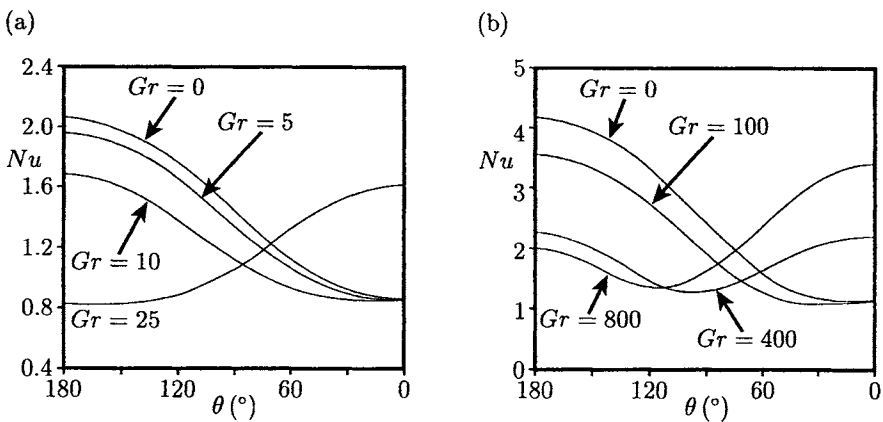 (a)
2.4
2.0
Nu
1.6
1.2
0.8
0.4
180
120
60
0
θ (°)
Gr = 0
Gr = 5
Gr = 10
Gr = 25
(b)
5
4
Nu
3
2
1
0
180
120
60
0
θ (°)
Gr = 0
Gr = 100
Gr = 800
Gr = 400